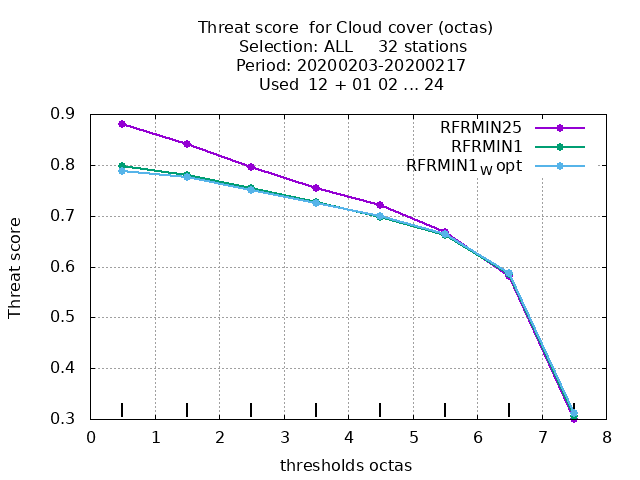 Threat score  for Cloud cover (octas)
Selection: ALL     32 stations
Period: 20200203-20200217
Used  12 + 01 02 ... 24
RFRMIN25
RFRMIN1
RFRMIN1w opt
0.9
0.8
0.7
0.6
0.5
0.4
0.3
Threat score
0 1 2 3 4 5 6 7 8
thresholds octas